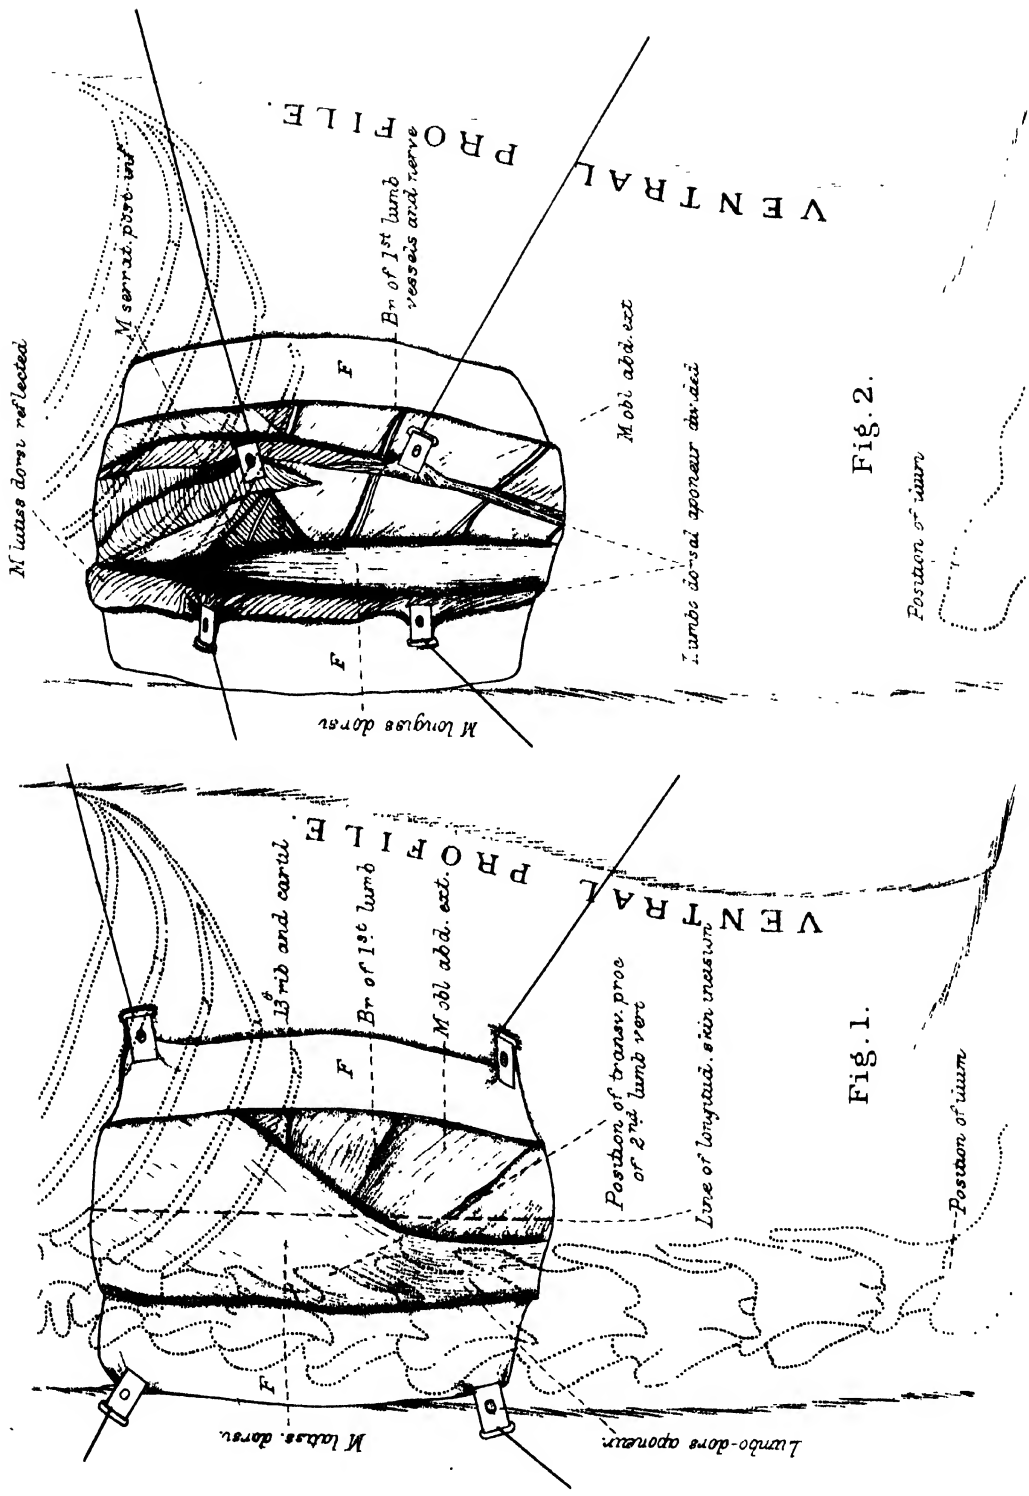 M latiss dorsi reflected
M serrat. post. inf
Br of 1st lumb
vessels and nerve
VENTRAL PROFILE.
F
F
M obl abd. ext
Lumbo dorsal aponeur divided
M longiss dorsi
Position of ilium
Fig. 2.
VENTRAL PROFILE.
13th rib and cartil
Br of 1st lumb
M obl abd. ext.
F
F
Position of transv. proc
of 2nd lumb vert
Line of longitud. skin incision
M latiss. dorsi.
Lumbo-dors aponeur.
Position of ilium
Fig. 1.